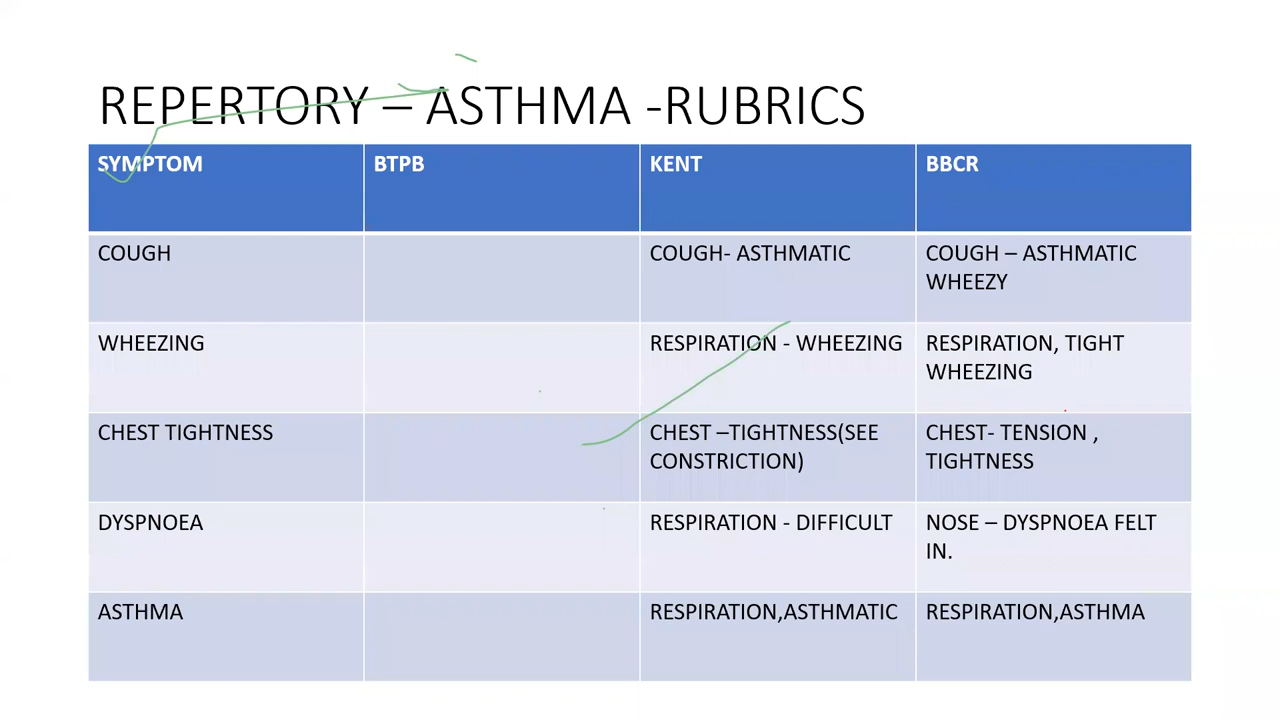 REPERTORY – ASTHMA -RUBRICS
SYMPTOM BTPB KENT BBCR
COUGH COUGH- ASTHMATIC COUGH – ASTHMATIC
WHEEZY
WHEEZING RESPIRATION - WHEEZING RESPIRATION, TIGHT
WHEEZING
CHEST TIGHTNESS CHEST –TIGHTNESS(SEE CHEST- TENSION ,
CONSTRICTION) TIGHTNESS
DYSPNOEA RESPIRATION - DIFFICULT NOSE – DYSPNOEA FELT
IN.
ASTHMA RESPIRATION,ASTHMATIC RESPIRATION,ASTHMA